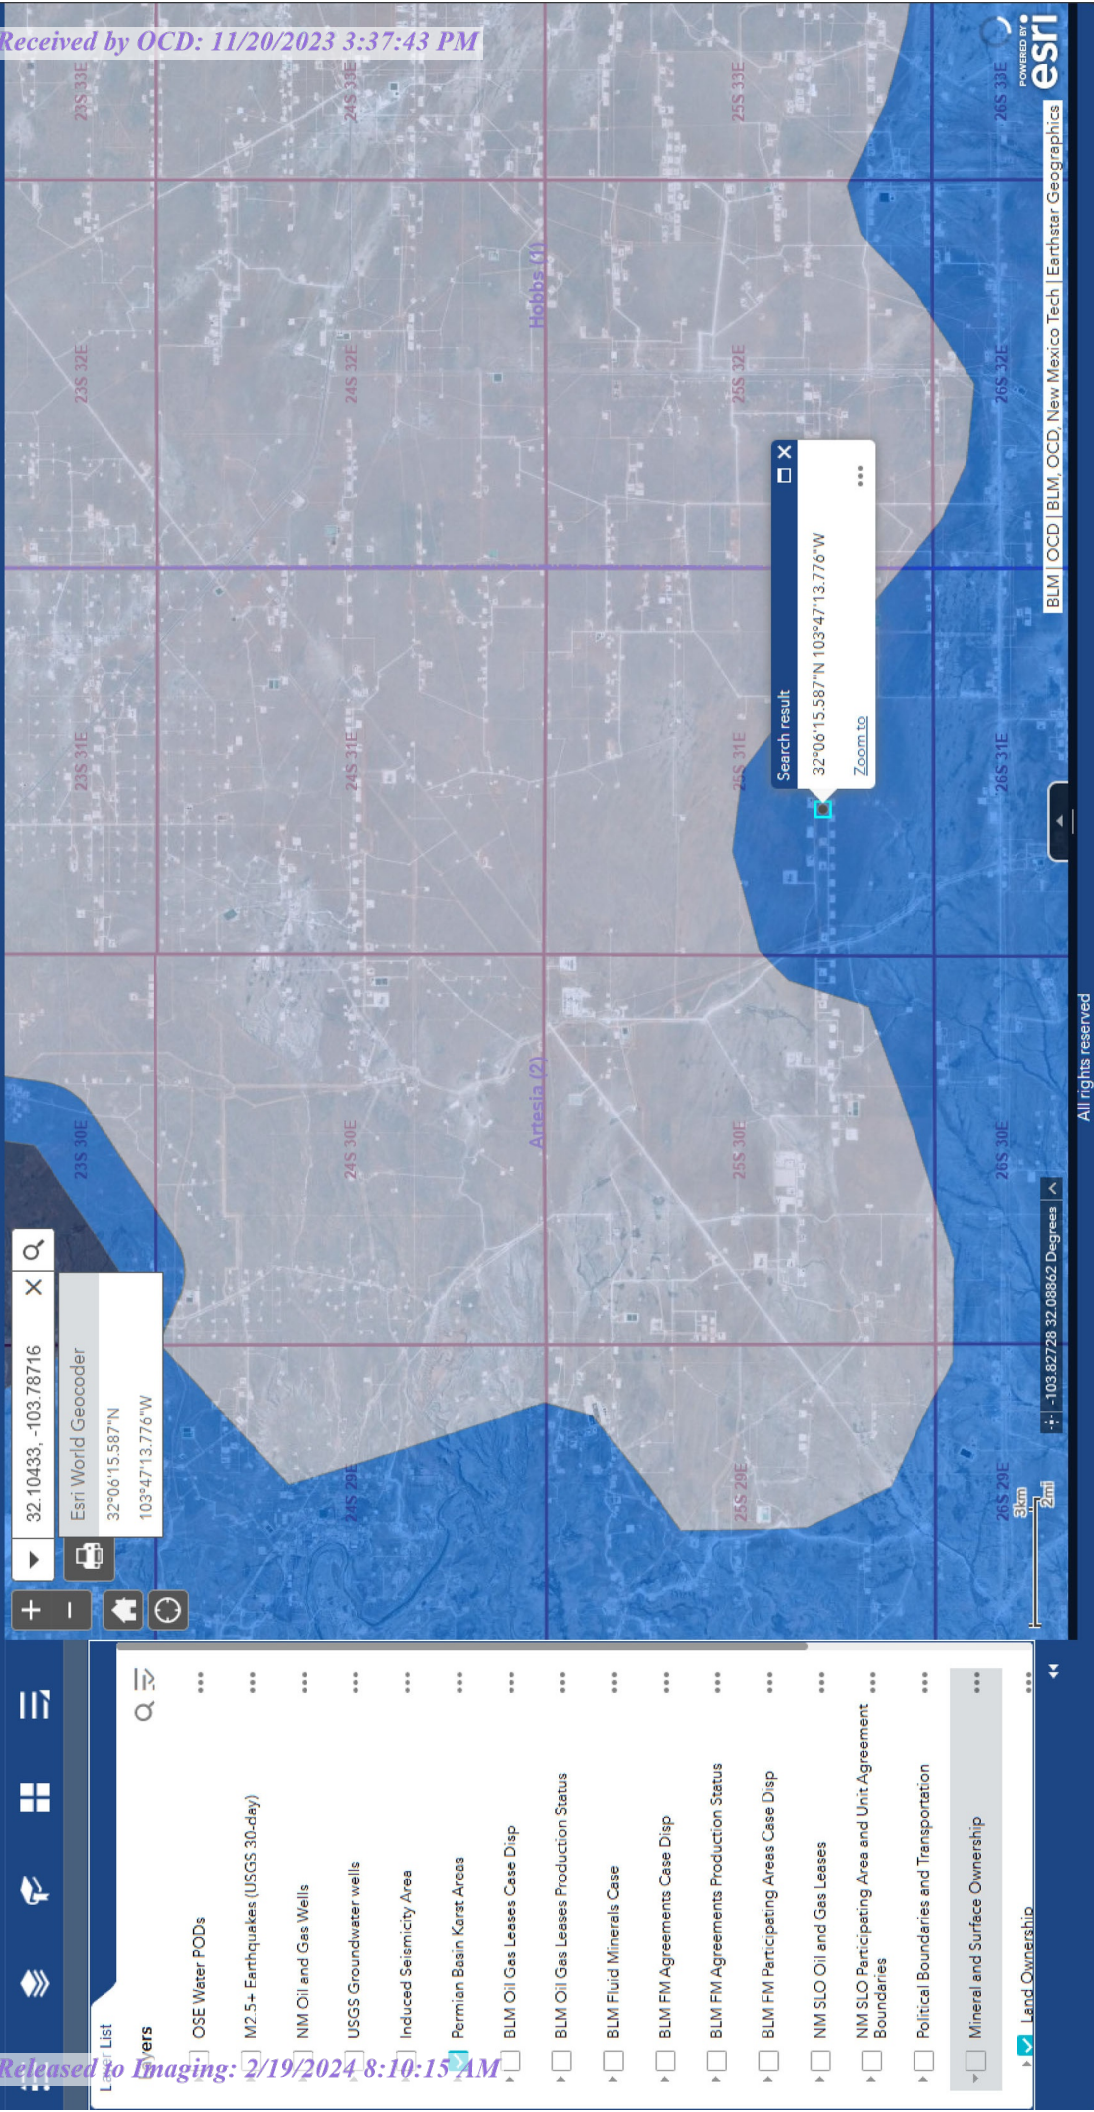 Received by OCD: 11/20/2023 3:37:43 PM
Released to Imaging: 2/19/2024 8:10:15 AM
Layer List
Layers
OSE Water PODs
M2.5+ Earthquakes (USGS 30-day)
NM Oil and Gas Wells
USGS Groundwater wells
Induced Seismicity Area
Permian Basin Karst Areas
BLM Oil Gas Leases Case Disp
BLM Oil Gas Leases Production Status
BLM Fluid Minerals Case
BLM FM Agreements Case Disp
BLM FM Agreements Production Status
BLM FM Participating Areas Case Disp
NM SLO Oil and Gas Leases
NM SLO Participating Area and Unit Agreement
Boundaries
Political Boundaries and Transportation
Mineral and Surface Ownership
Land Ownership
32.10433, -103.78716
Esri World Geocoder
32°06'15.587"N
103°47'13.776"W
23S 30E
23S 31E
23S 32E
23S 33E
24S 29E
24S 30E
24S 31E
24S 32E
24S 33E
Artesia (2)
Hobbs (1)
25S 29E
25S 30E
25S 31E
25S 32E
25S 33E
Search result
32°06'15.587"N 103°47'13.776"W
Zoom to
26S 29E
26S 30E
26S 31E
26S 32E
26S 33E
3km
2mi
-103.82728 32.08862 Degrees
POWERED BY
esri
BLM | OCD | BLM, OCD, New Mexico Tech | Earthstar Geographics
All rights reserved